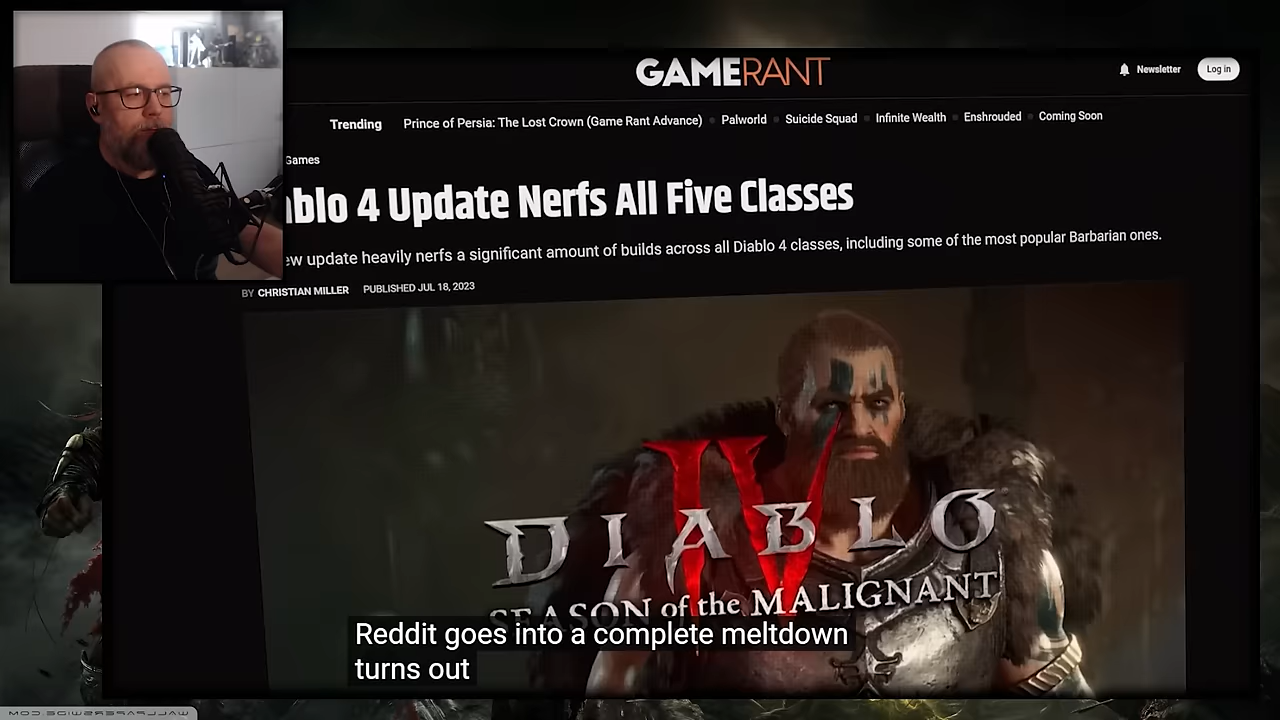 GAMERANT
Newsletter
Log in
Trending
Prince of Persia: The Lost Crown (Game Rant Advance)
Palworld
Suicide Squad
Infinite Wealth
Enshrouded
Coming Soon
Games
ablo 4 Update Nerfs All Five Classes
ew update heavily nerfs a significant amount of builds across all Diablo 4 classes, including some of the most popular Barbarian ones.
BY CHRISTIAN MILLER PUBLISHED JUL 18, 2023
IV
DIABLO
SEASON of the MALIGNANT
Reddit goes into a complete meltdown
turns out
WALLPAPERSWIDE.COM